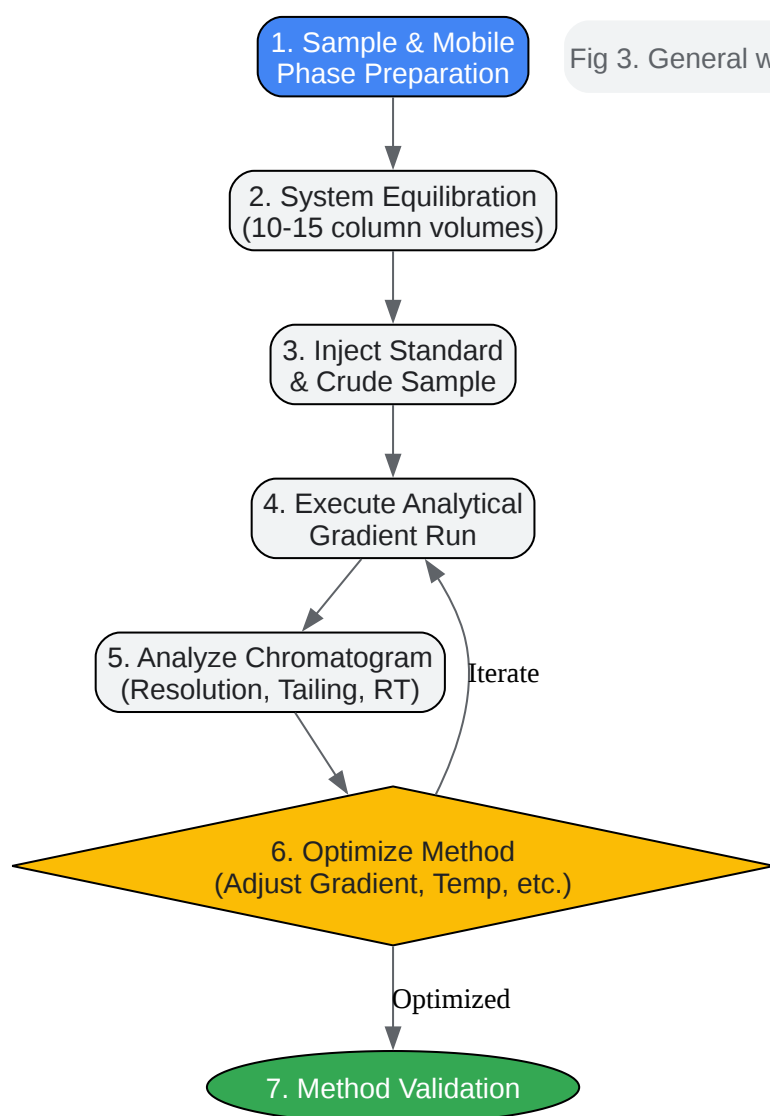 1. Sample & Mobile
Phase Preparation
Fig 3. General
2. System Equilibration
(10-15 column volumes)
3. Inject Standard
& Crude Sample
4. Execute Analytical
Gradient Run
5. Analyze Chromatogram
(Resolution, Tailing, RT)
Iterate
6. Optimize Method
(Adjust Gradient, Temp, etc.)
Optimized
7. Method Validation